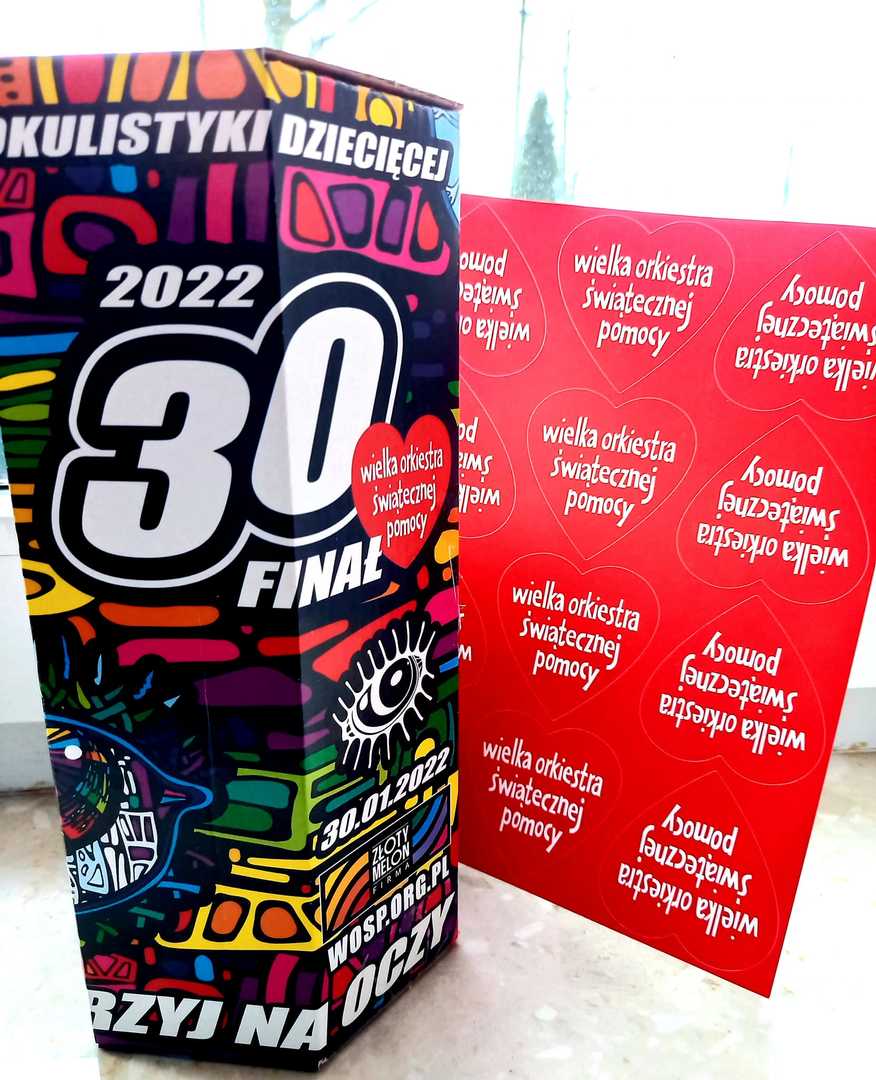 OKULISTYKI DZIECIĘCEJ
2022
30
FINAŁ
wielka orkiestra
świątecznej
pomocy
30.01.2022
ZŁOTY
MELON
FIRMA
WOSP.ORG.PL
RZYJ NA OCZY
wielka orkiestra
świątecznej
pomocy
wielka orkiestra
świątecznej
pomocy
wielka orkiestra
świątecznej
pomocy
wielka orkiestra
świątecznej
pomocy
wielka orkiestra
świątecznej
pomocy
wielka orkiestra
świątecznej
pomocy
wielka orkiestra
świątecznej
pomocy
wielka orkiestra
świątecznej
pomocy